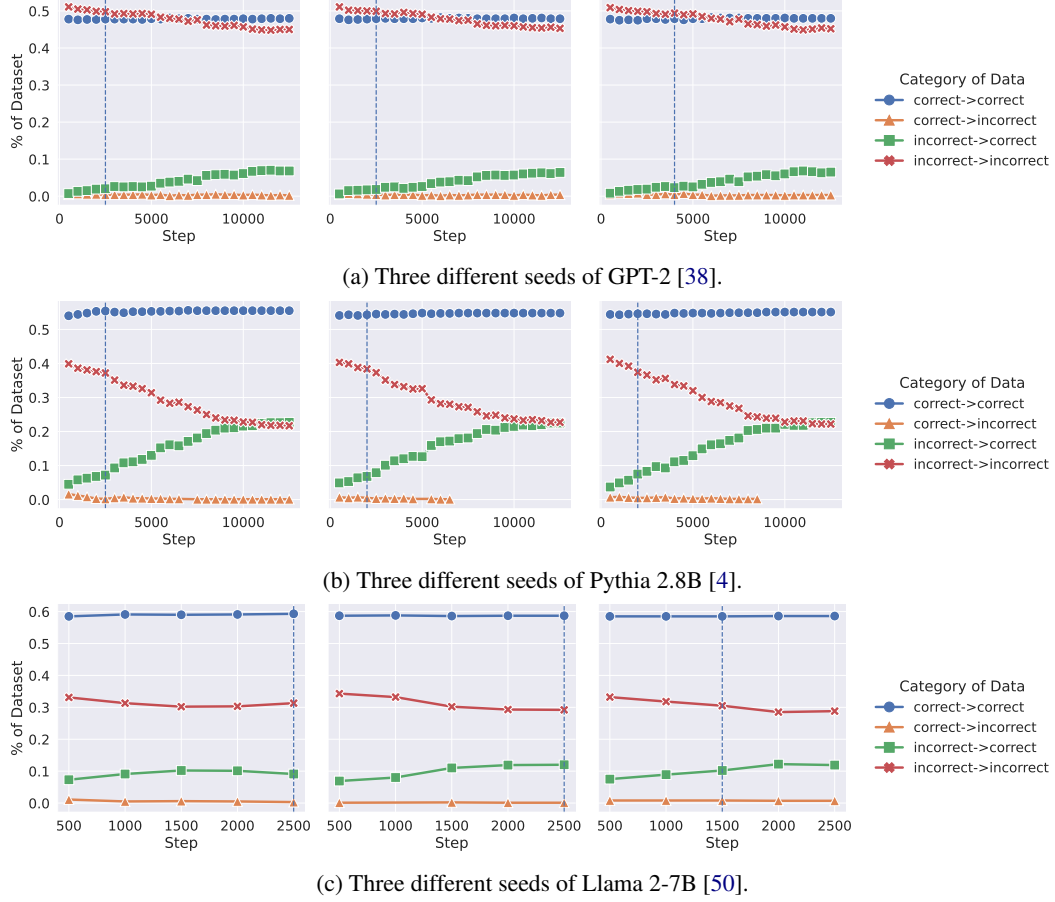 0.5
0.4
0.3
0.2
0.1
0.0
% of Dataset
0 5000 10000
Step
0 5000 10000
Step
0 5000 10000
Step
Category of Data
correct->correct
correct->incorrect
incorrect->correct
incorrect->incorrect
(a) Three different seeds of GPT-2 [38].
0.5
0.4
0.3
0.2
0.1
0.0
% of Dataset
0 5000 10000
Step
0 5000 10000
Step
0 5000 10000
Step
Category of Data
correct->correct
correct->incorrect
incorrect->correct
incorrect->incorrect
(b) Three different seeds of Pythia 2.8B [4].
0.6
0.5
0.4
0.3
0.2
0.1
0.0
% of Dataset
500 1000 1500 2000 2500
Step
500 1000 1500 2000 2500
Step
500 1000 1500 2000 2500
Step
Category of Data
correct->correct
correct->incorrect
incorrect->correct
incorrect->incorrect
(c) Three different seeds of Llama 2-7B [50].